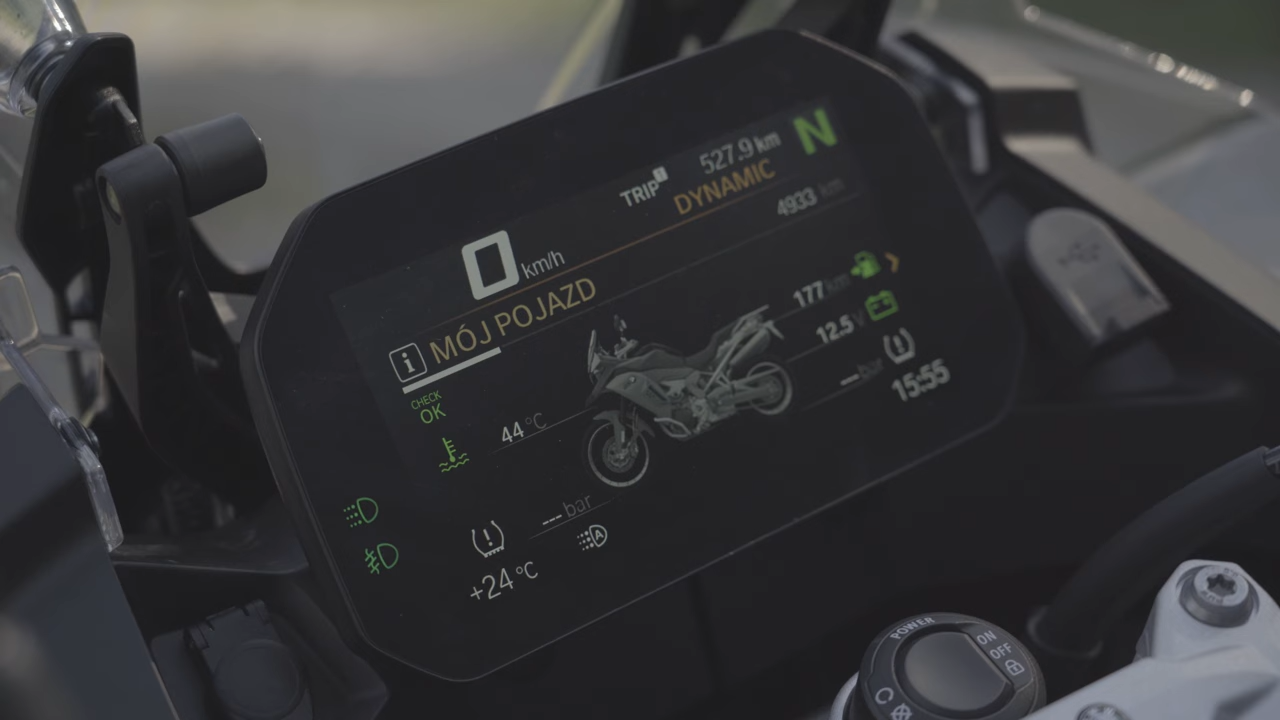 TRIP 1 527.9 km N
0 km/h DYNAMIC
4933 km
i MÓJ POJAZD
177 km
CHECK
OK
12.5 V
44 °C
-- bar
15:55
--- bar
A
+24 °C
POWER
ON
OFF